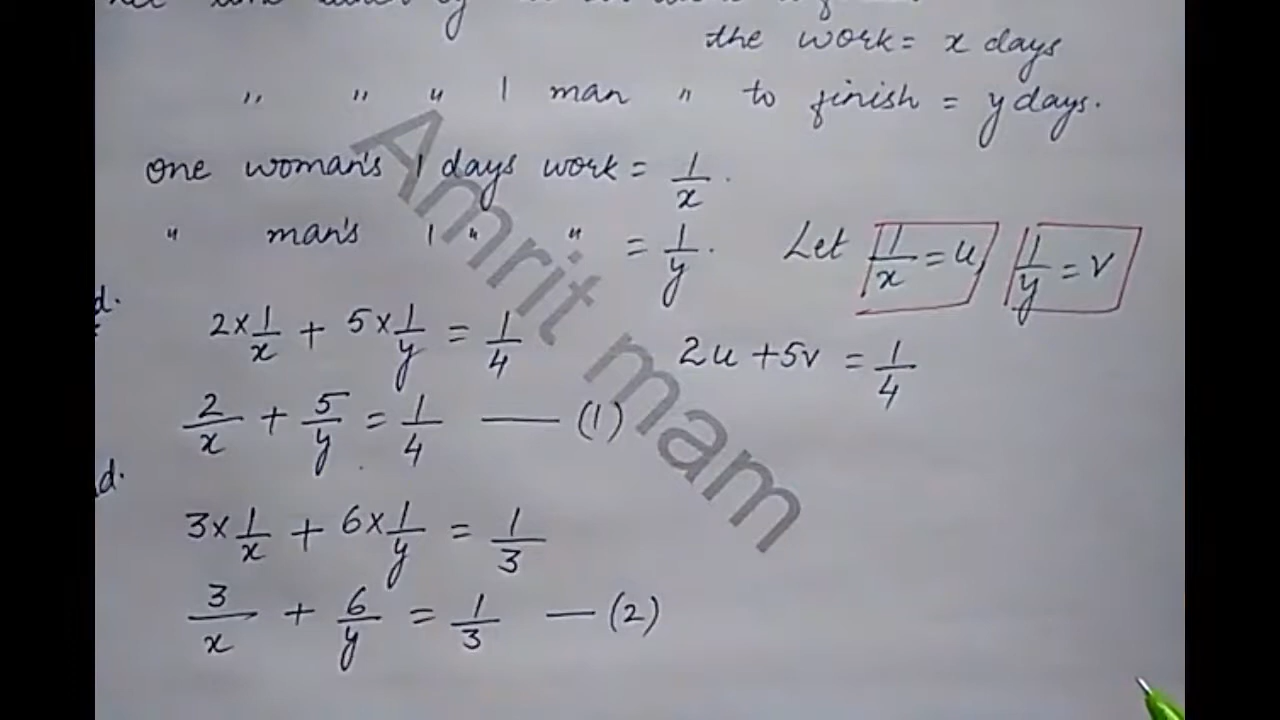 the work = x days
,, " " 1 man " to finish = y days.
One woman's 1 days work = 1/x.
" man's 1 " " = 1/y. Let 1/x = u, 1/y = v
d.
2×1/x + 5×1/y = 1/4 2u + 5v = 1/4
2/x + 5/y = 1/4 —— (1)
d.
3×1/x + 6×1/y = 1/3
3/x + 6/y = 1/3 — (2)
Amrit mam